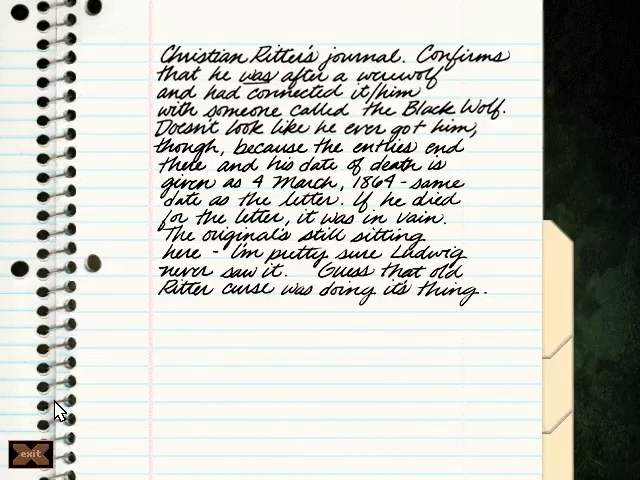 Christian Ritter's journal. Confirms
that he was after a werewolf
and had connected it/him
with someone called the Black Wolf.
Doesn't look like he ever got him,
though, because the entries end
there and his date of death is
given as 4 March, 1864 - same
date as the letter. If he died
for the letter, it was in vain.
The original's still sitting
here - I'm pretty sure Ludwig
never saw it. Guess that old
Ritter curse was doing it's thing.
exit